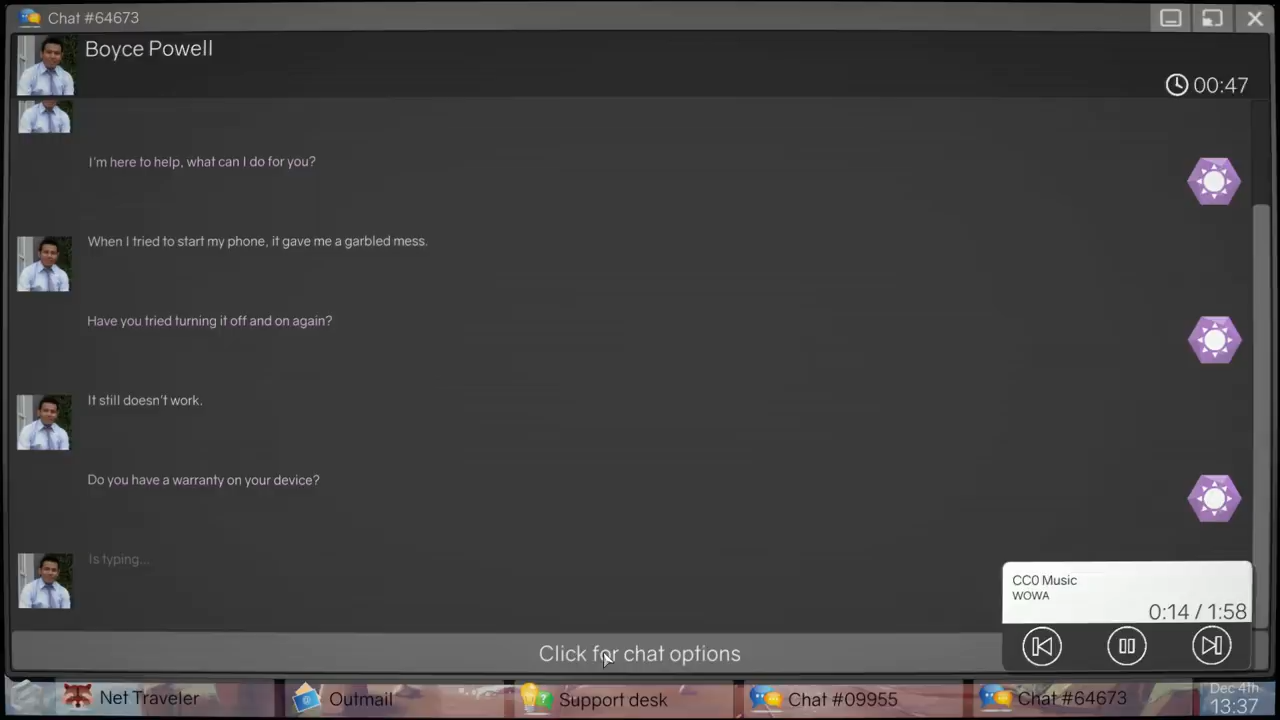 Chat #64673
Boyce Powell
00:47
I'm here to help, what can I do for you?
When I tried to start my phone, it gave me a garbled mess.
Have you tried turning it off and on again?
It still doesn't work.
Do you have a warranty on your device?
Is typing...
CC0 Music
WOWA
0:14 / 1:58
Click for chat options
Net Traveler
Outmail
Support desk
Chat #09955
Chat #64673
Dec 4th
13:37